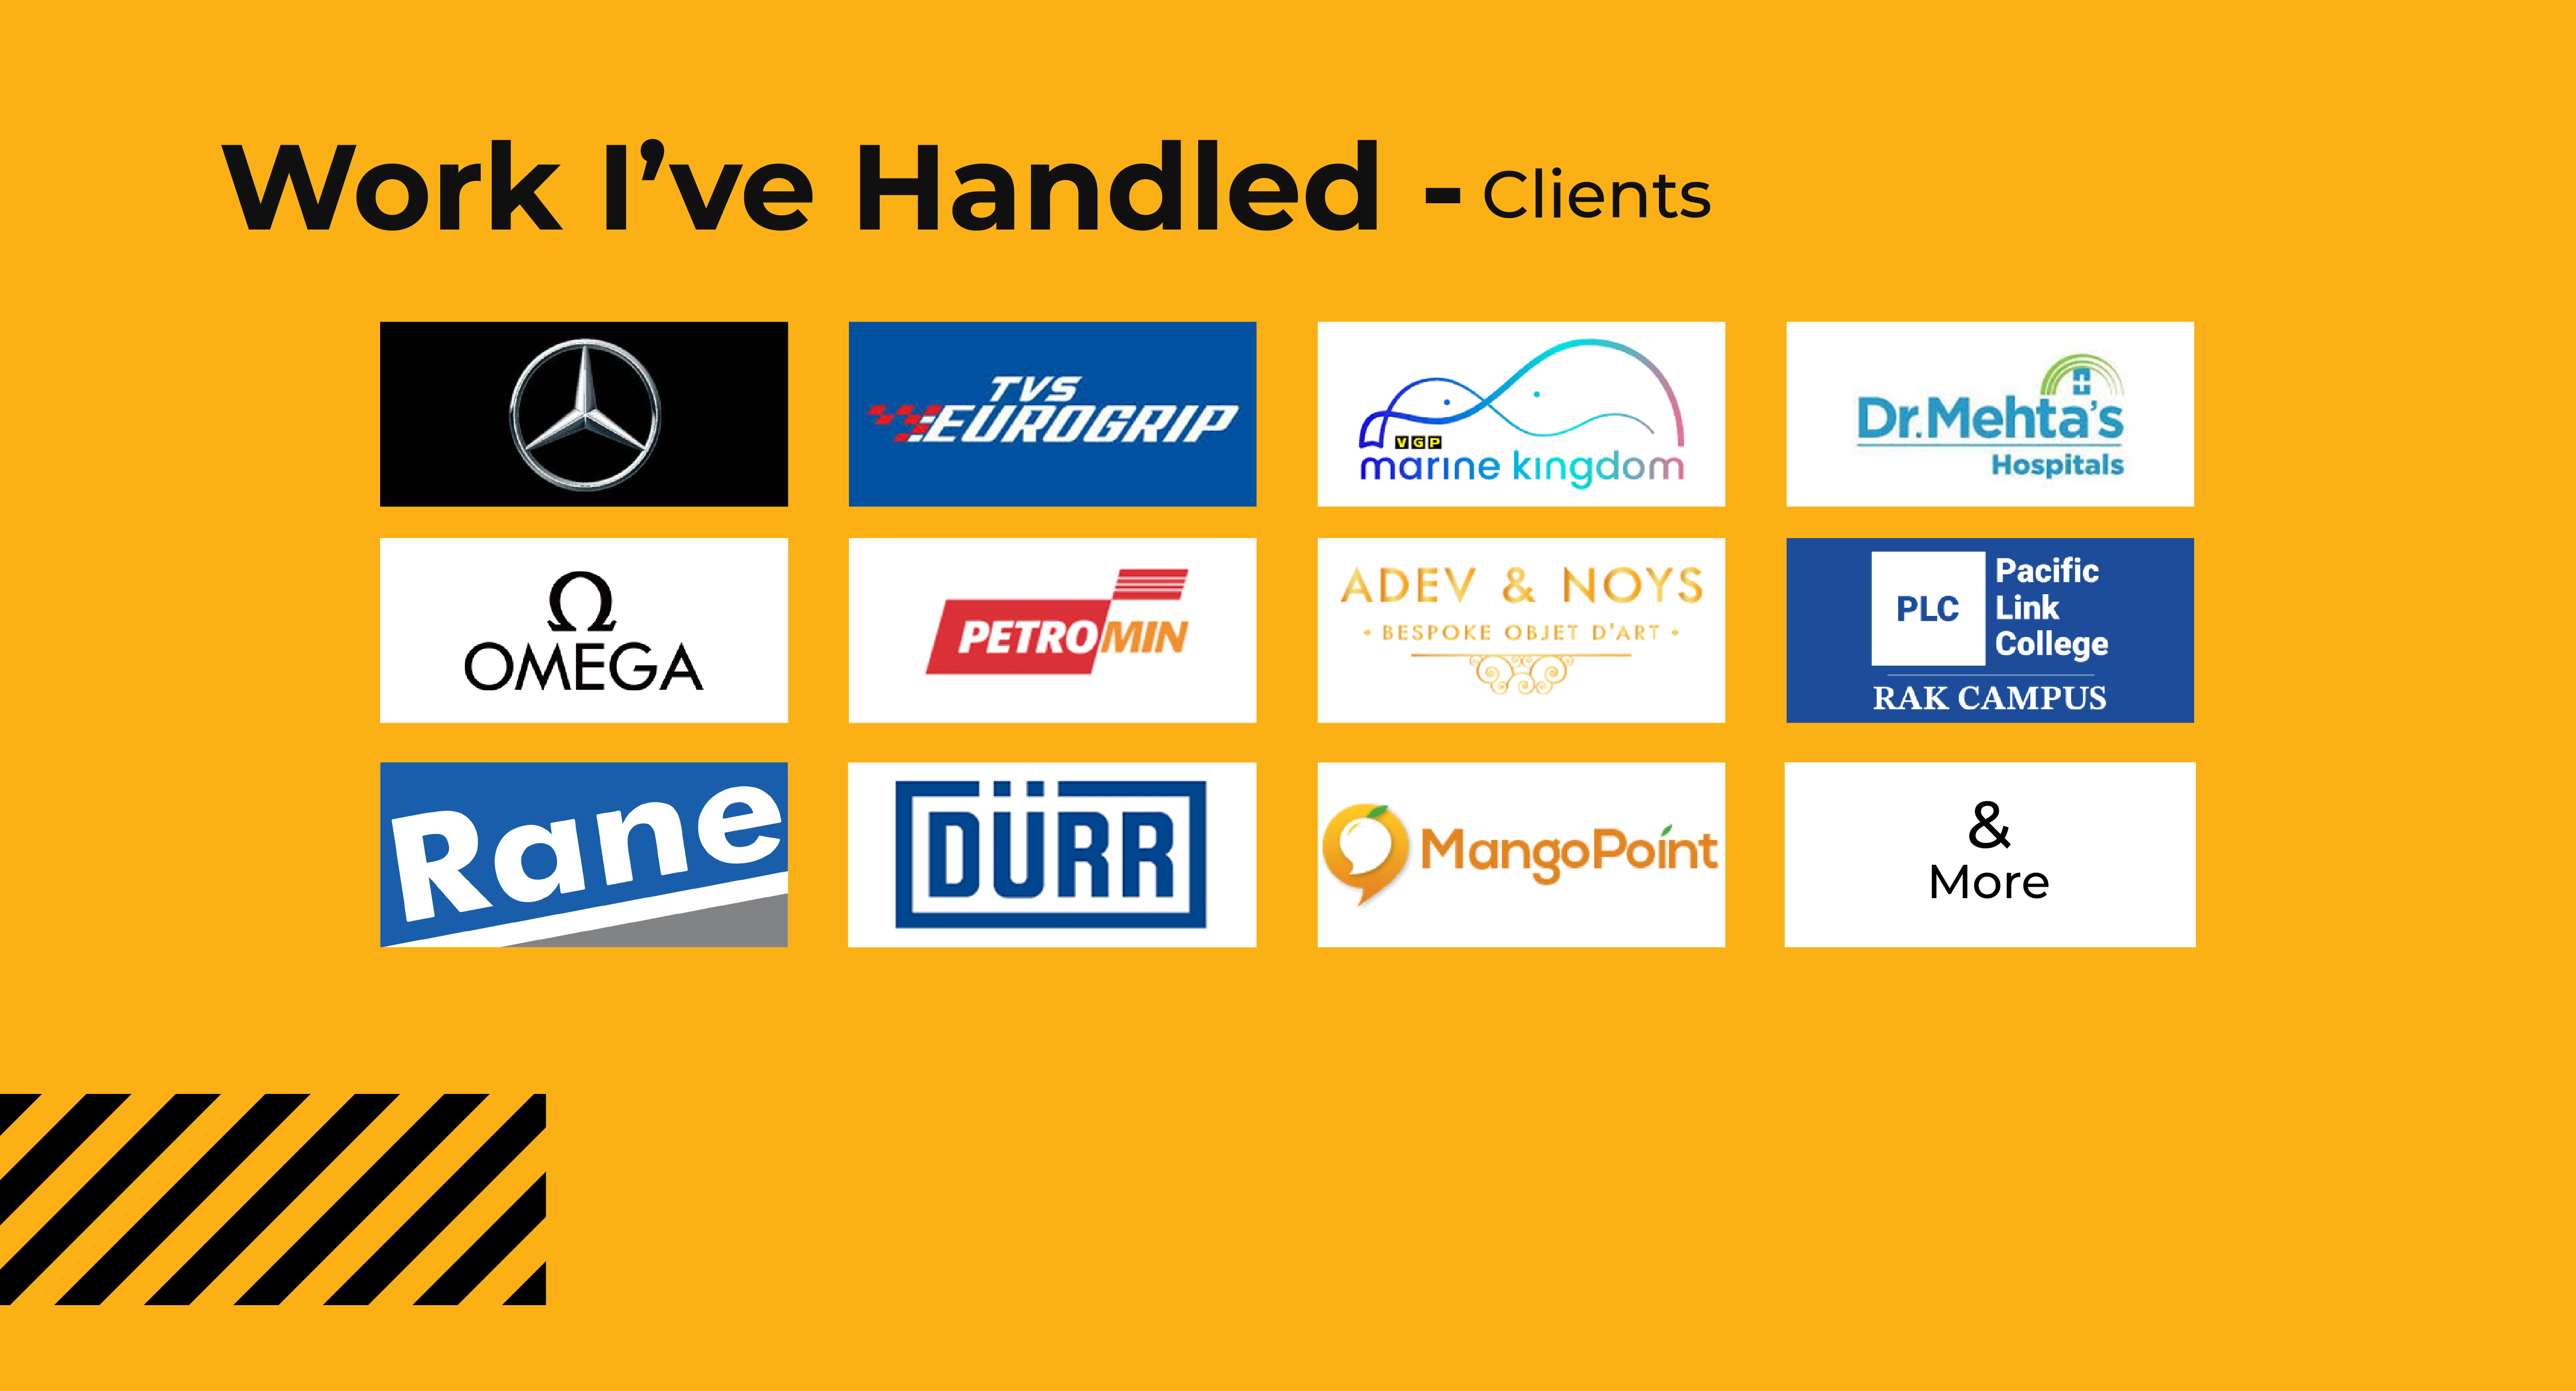 Work I’ve Handled - Clients
TVS
EUROGRIP
VGP
marine kingdom
Dr.Mehta's
Hospitals
Ω
OMEGA
PETROMIN
ADEV & NOYS
• BESPOKE OBJET D'ART •
PLC
Pacific
Link
College
RAK CAMPUS
Rane
DÜRR
MangoPoint
&
More